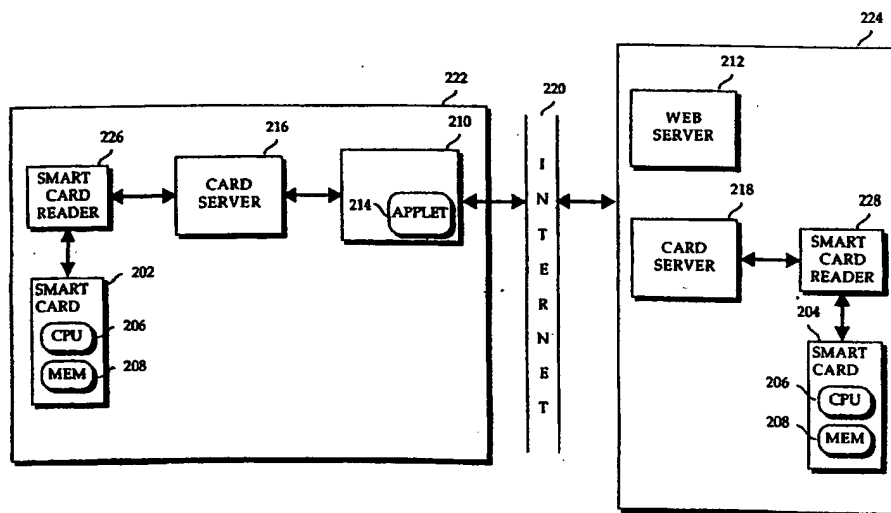 222
226
SMART
CARD
READER
216
CARD
SERVER
210
214
APPLET
202
SMART
CARD
CPU
206
MEM
208
220
INTERNET
224
212
WEB
SERVER
218
CARD
SERVER
228
SMART
CARD
READER
204
SMART
CARD
206
CPU
208
MEM